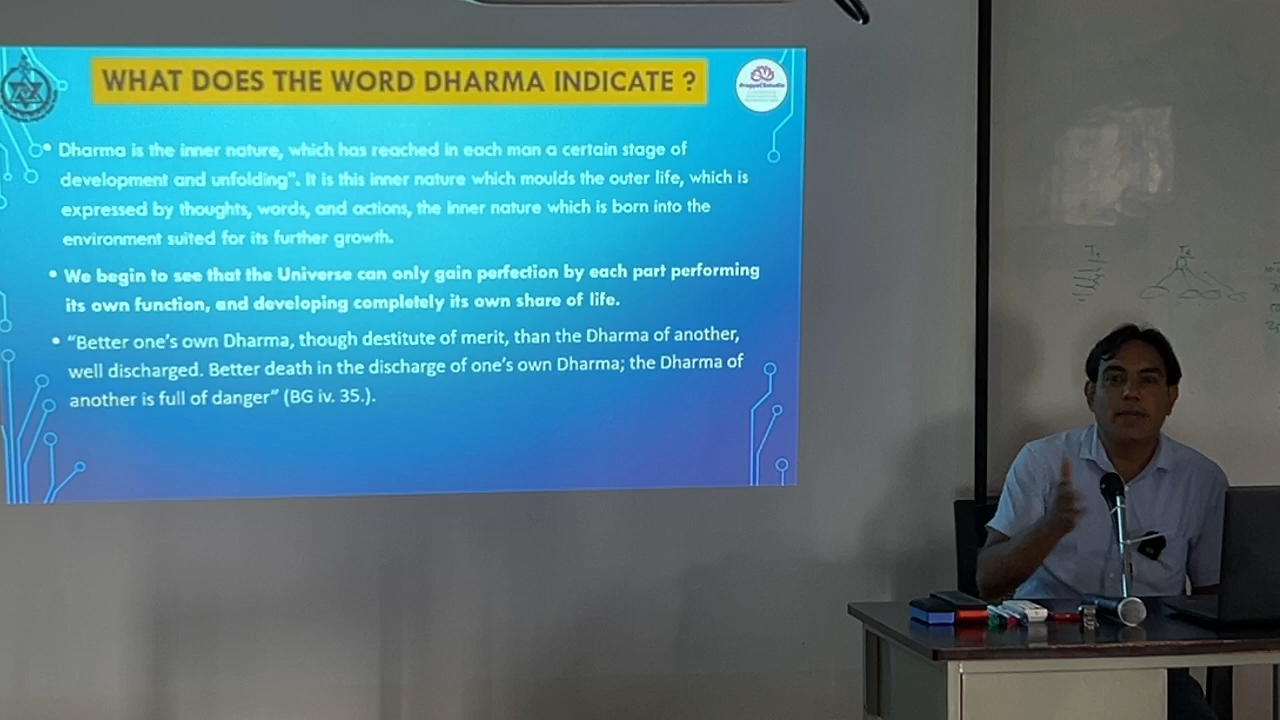 WHAT DOES THE WORD DHARMA INDICATE ?
• Dharma is the inner nature, which has reached in each man a certain stage of
development and unfolding". It is this inner nature which moulds the outer life, which is
expressed by thoughts, words, and actions, the inner nature which is born into the
environment suited for its further growth.
• We begin to see that the Universe can only gain perfection by each part performing
its own function, and developing completely its own share of life.
• “Better one’s own Dharma, though destitute of merit, than the Dharma of another,
well discharged. Better death in the discharge of one’s own Dharma; the Dharma of
another is full of danger” (BG iv. 35.).